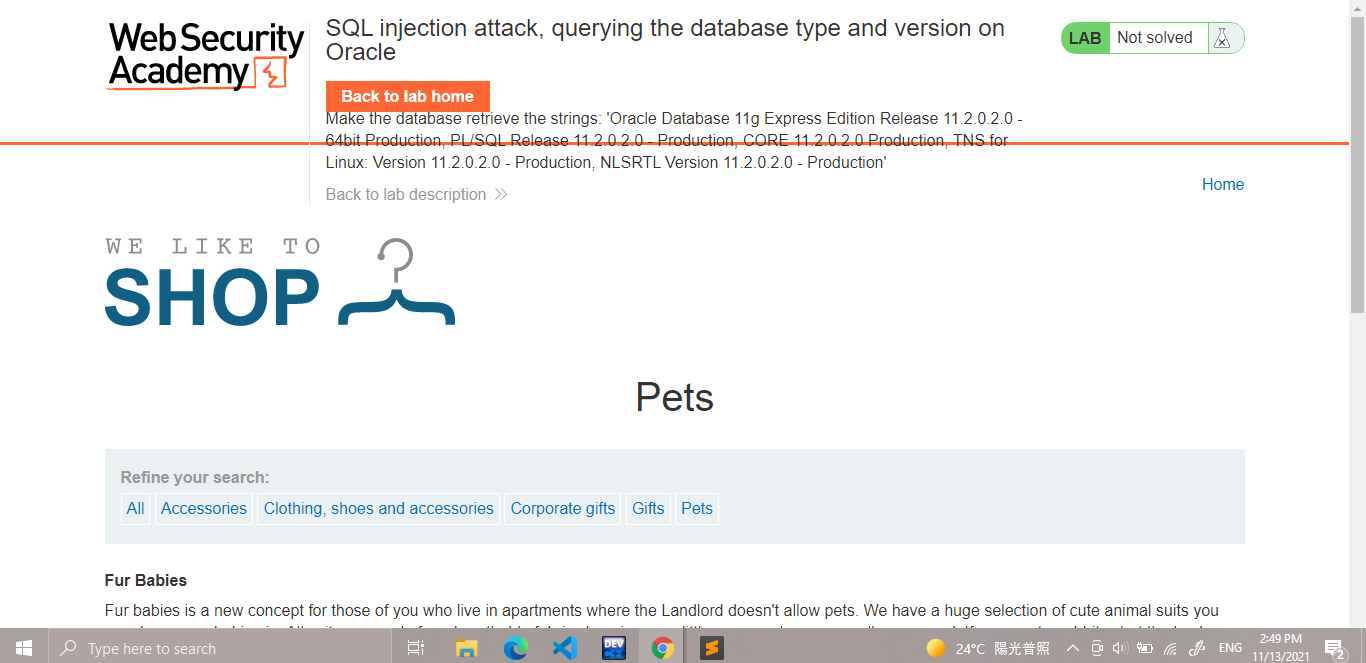 Web Security
Academy
SQL injection attack, querying the database type and version on
Oracle
LAB Not solved
Back to lab home
Make the database retrieve the strings: 'Oracle Database 11g Express Edition Release 11.2.0.2.0 -
64bit Production, PL/SQL Release 11.2.0.2.0 - Production, CORE 11.2.0.2.0 Production, TNS for
Linux: Version 11.2.0.2.0 - Production, NLSRTL Version 11.2.0.2.0 - Production'
Back to lab description
Home
WE LIKE TO
SHOP
Pets
Refine your search:
All Accessories Clothing, shoes and accessories Corporate gifts Gifts Pets
Fur Babies
Fur babies is a new concept for those of you who live in apartments where the Landlord doesn't allow pets. We have a huge selection of cute animal suits you
Type here to search
DEV
24°C 陽光普照
ENG
2:49 PM
11/13/2021
2